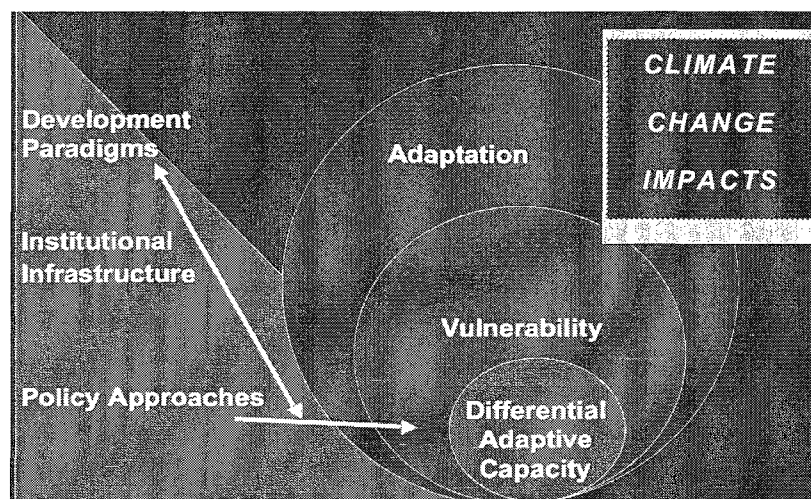 Development
Paradigms
Institutional
Infrastructure
Policy Approaches
Adaptation
Vulnerability
Differential
Adaptive
Capacity
CLIMATE
CHANGE
IMPACTS